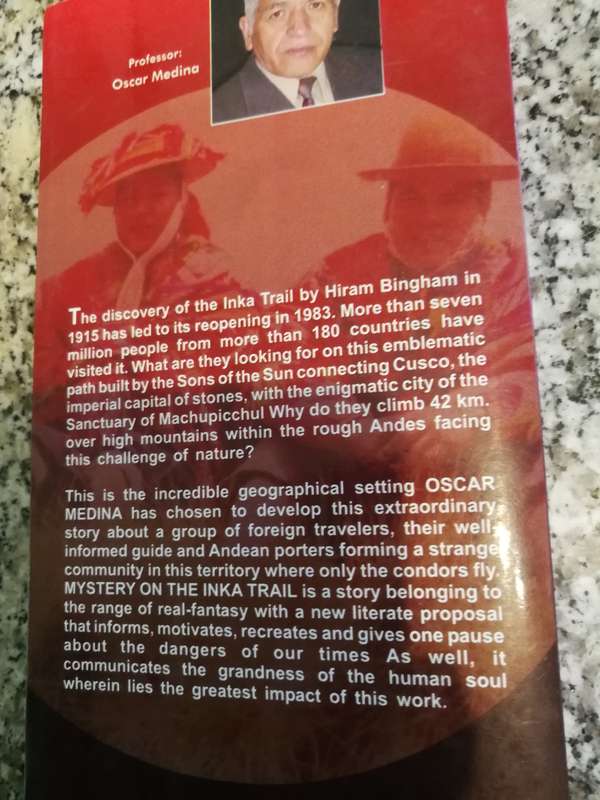 Professor:
Oscar Medina
The discovery of the Inka Trail by Hiram Bingham in
1915 has led to its reopening in 1983. More than seven
million people from more than 180 countries have
visited it. What are they looking for on this emblematic
path built by the Sons of the Sun connecting Cusco, the
imperial capital of stones, with the enigmatic city of the
Sanctuary of Machupicchu! Why do they climb 42 km.
over high mountains within the rough Andes facing
this challenge of nature?
This is the incredible geographical setting OSCAR
MEDINA has chosen to develop this extraordinary
story about a group of foreign travelers, their well-
informed guide and Andean porters forming a strange
community in this territory where only the condors fly.
MYSTERY ON THE INKA TRAIL is a story belonging to
the range of real-fantasy with a new literate proposal
that informs, motivates, recreates and gives one pause
about the dangers of our times As well, it
communicates the grandness of the human soul
wherein lies the greatest impact of this work.